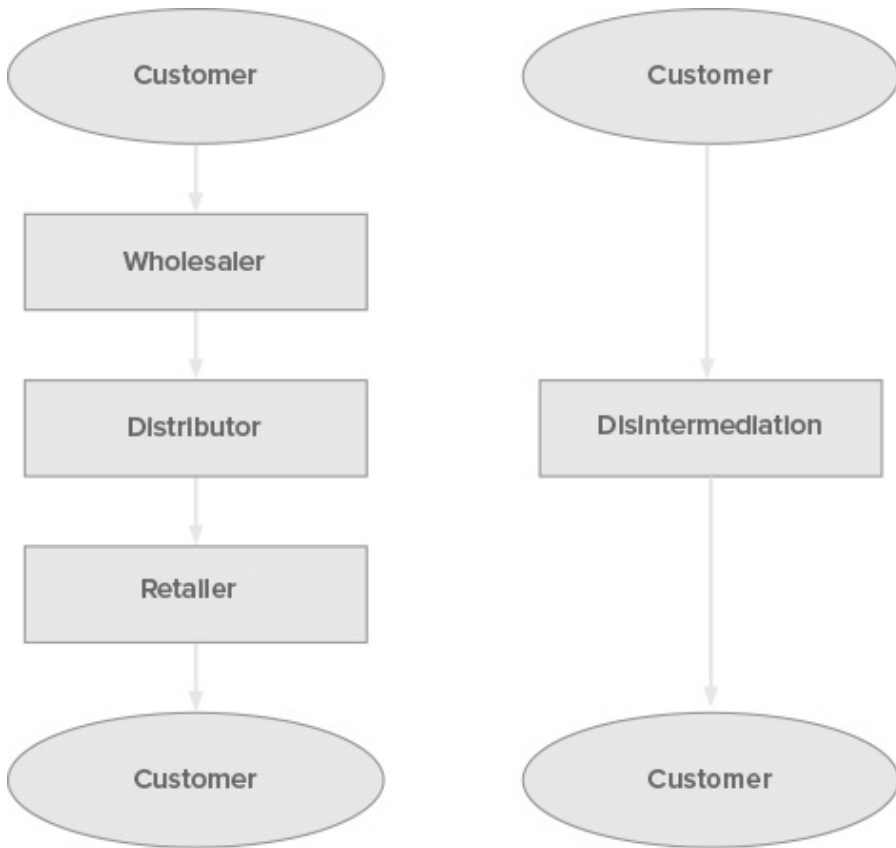 Customer
Wholesaler
Distributor
Retailer
Customer
Customer
Disintermediation
Customer